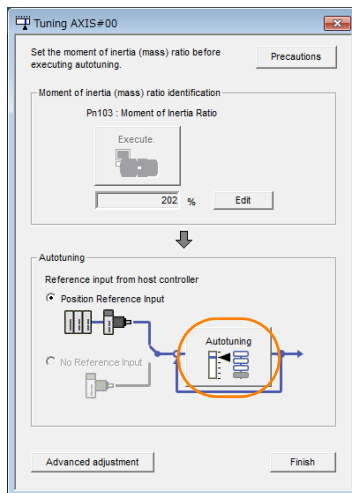 Tuning AXIS#00
Set the moment of inertia (mass) ratio before
executing autotuning.
Precautions
Moment of inertia (mass) ratio identification
Pn103 : Moment of Inertia Ratio
Execute.
202 % Edit
Autotuning
Reference input from host controller
Position Reference Input
Autotuning
No Reference Input
Advanced adjustment
Finish